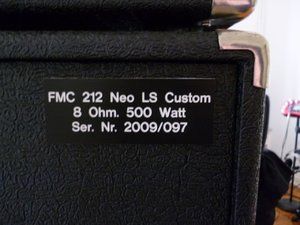 FMC 212 Neo LS Custom
8 Ohm. 500 Watt
Ser. Nr. 2009/097